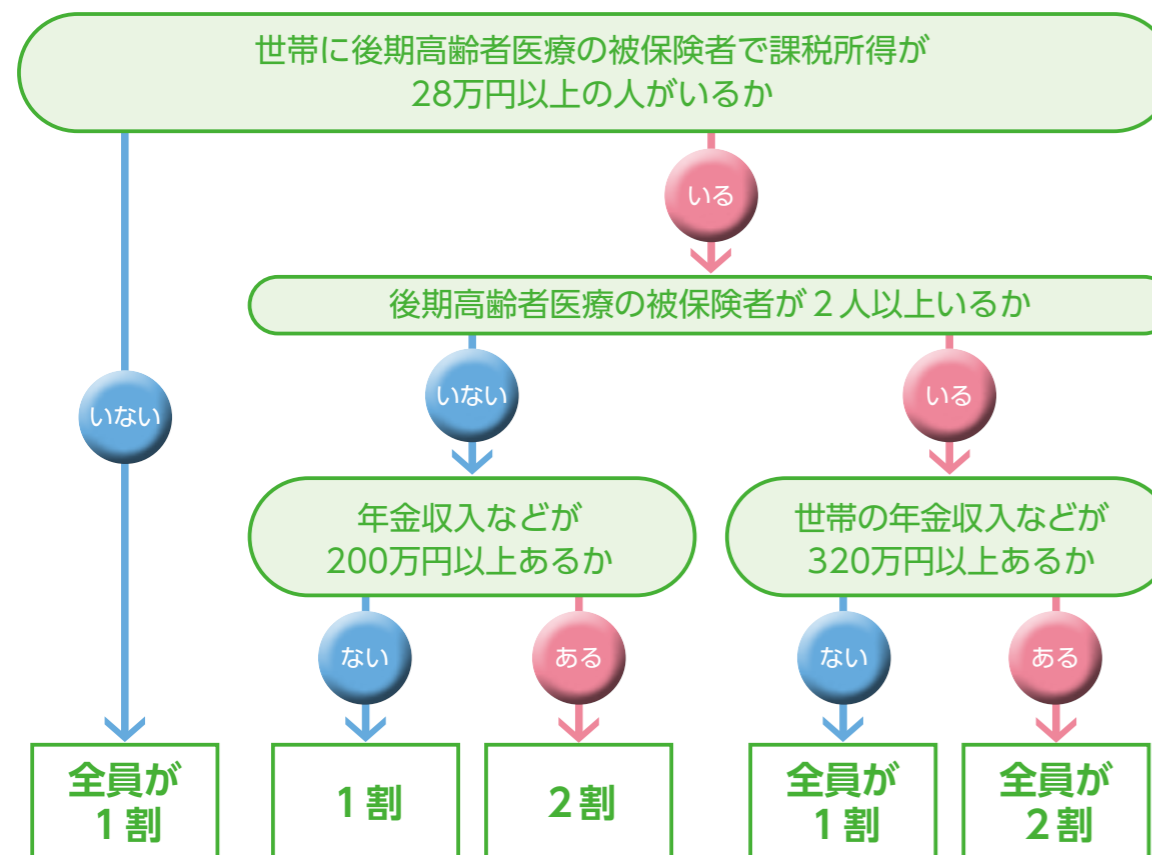 世帯に後期高齢者医療の被保険者で課税所得が
28万円以上の人がいるか
いる
後期高齢者医療の被保険者が2人以上いるか
いない
いない
いる
年金収入などが
200万円以上あるか
世帯の年金収入などが
320万円以上あるか
ない
ある
ない
ある
全員が
1割
1割
2割
全員が
1割
全員が
2割